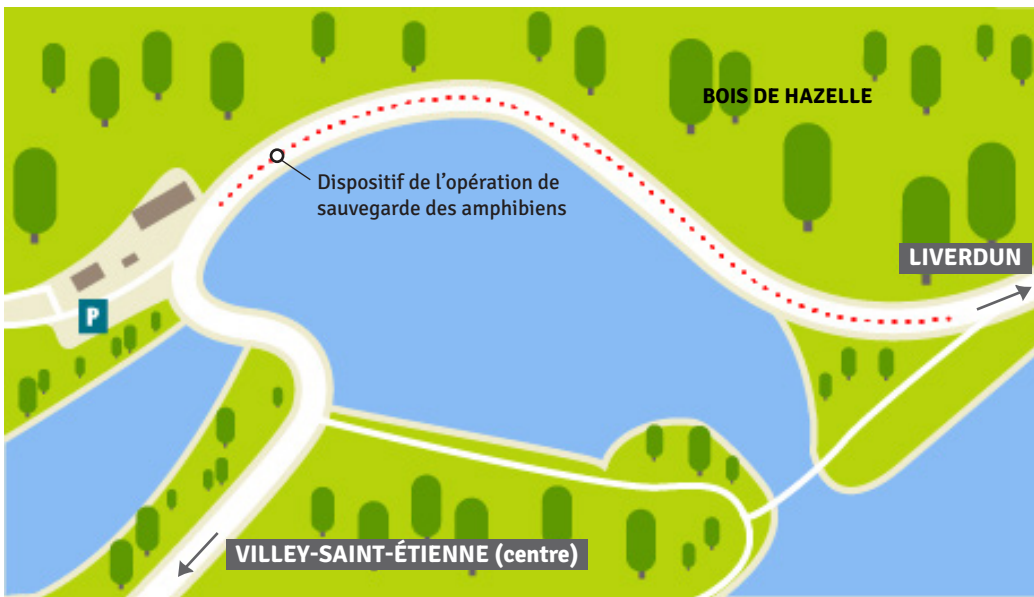 BOIS DE HAZELLE
Dispositif de l’opération de
sauvegarde des amphibiens
LIVERDUN
P
VILLEY-SAINT-ÉTIENNE (centre)